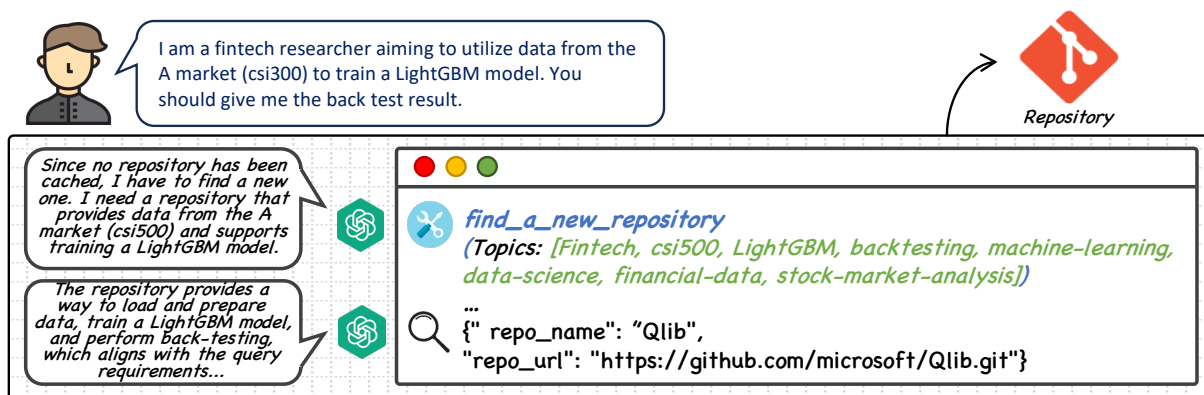 I am a fintech researcher aiming to utilize data from the
A market (csi300) to train a LightGBM model. You
should give me the back test result.
Repository
Since no repository has been
cached, I have to find a new
one. I need a repository that
provides data from the A
market (csi500) and supports
training a LightGBM model.
find_a_new_repository
(Topics: [Fintech, csi500, LightGBM, backtesting, machine-learning,
data-science, financial-data, stock-market-analysis])
The repository provides a
way to load and prepare
data, train a LightGBM model,
and perform back-testing,
which aligns with the query
requirements...
...
{" repo_name": "Qlib",
"repo_url": "https://github.com/microsoft/Qlib.git"}